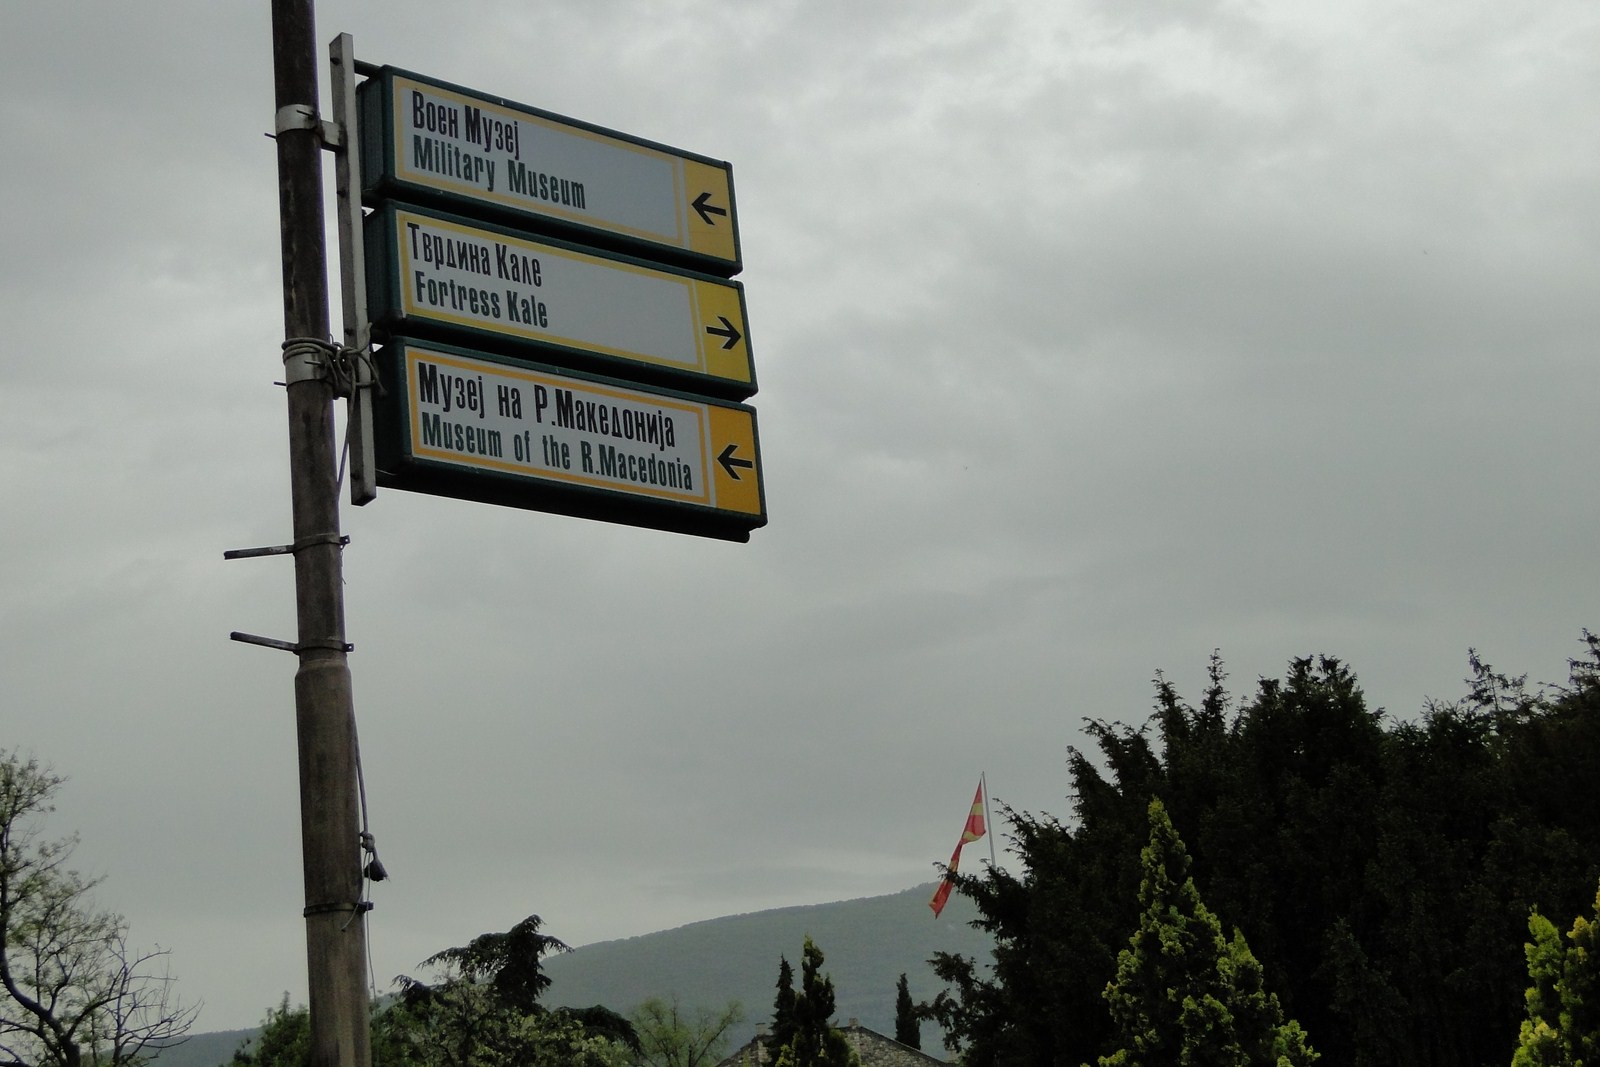 Воен Музеј
Military Museum
Тврдина Кале
Fortress Kale
Музеј на Р.Македонија
Museum of the R.Macedonia